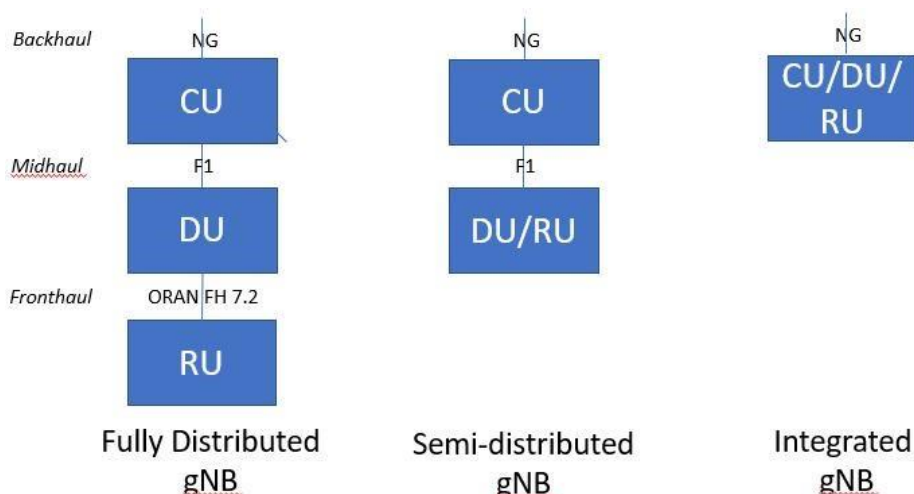 Backhaul NG NG NG
CU CU CU/DU/
RU
Midhaul F1 F1
DU DU/RU
Fronthaul ORAN FH 7.2
RU
Fully Distributed Semi-distributed Integrated
gNB gNB gNB